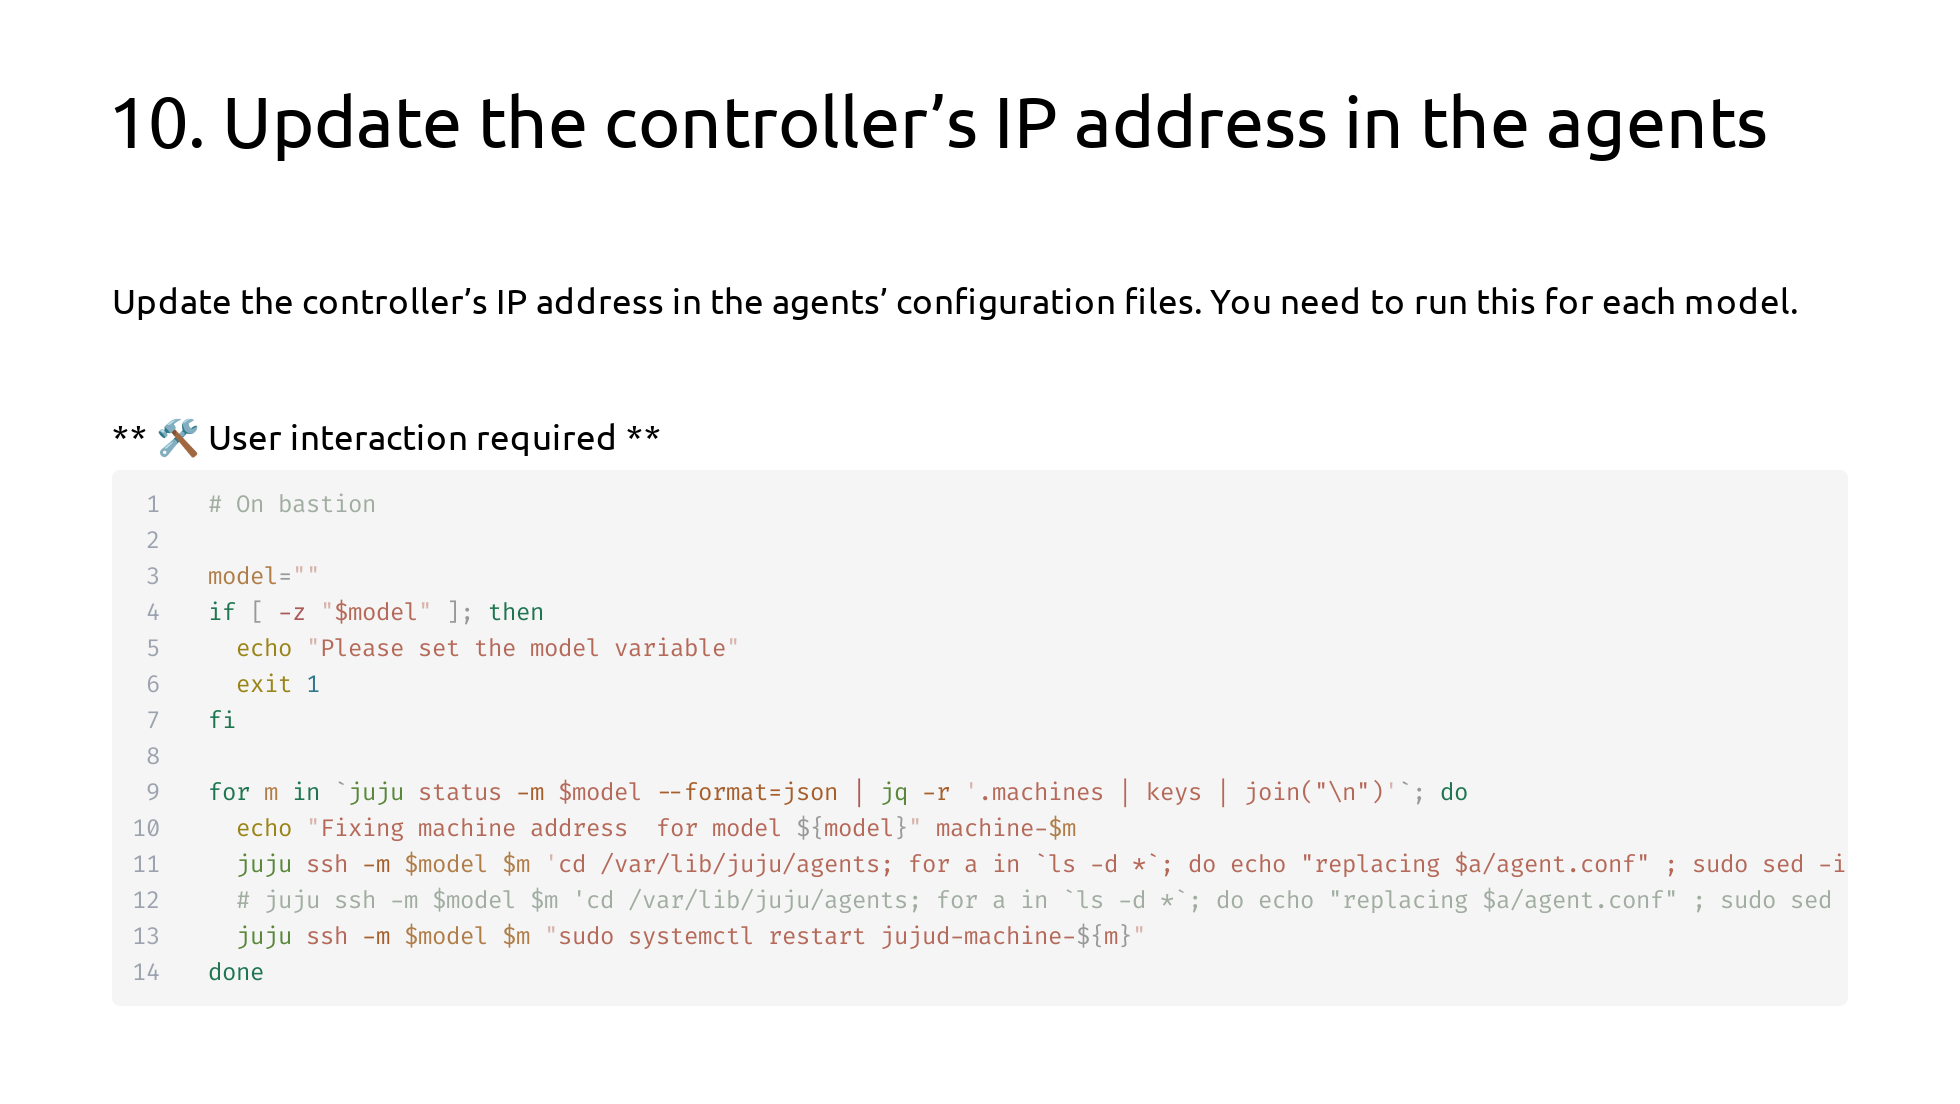 10. Update the controller’s IP address in the agents
Update the controller’s IP address in the agents’ configuration files. You need to run this for each model.
** 🛠️ User interaction required **
1 # On bastion
2
3 model=""
4 if [ -z "$model" ]; then
5   echo "Please set the model variable"
6   exit 1
7 fi
8
9 for m in `juju status -m $model --format=json | jq -r '.machines | keys | join("\n")'`; do
10   echo "Fixing machine address  for model ${model}" machine-$m
11   juju ssh -m $model $m 'cd /var/lib/juju/agents; for a in `ls -d *`; do echo "replacing $a/agent.conf" ; sudo sed -i
12   # juju ssh -m $model $m 'cd /var/lib/juju/agents; for a in `ls -d *`; do echo "replacing $a/agent.conf" ; sudo sed
13   juju ssh -m $model $m "sudo systemctl restart jujud-machine-${m}"
14 done